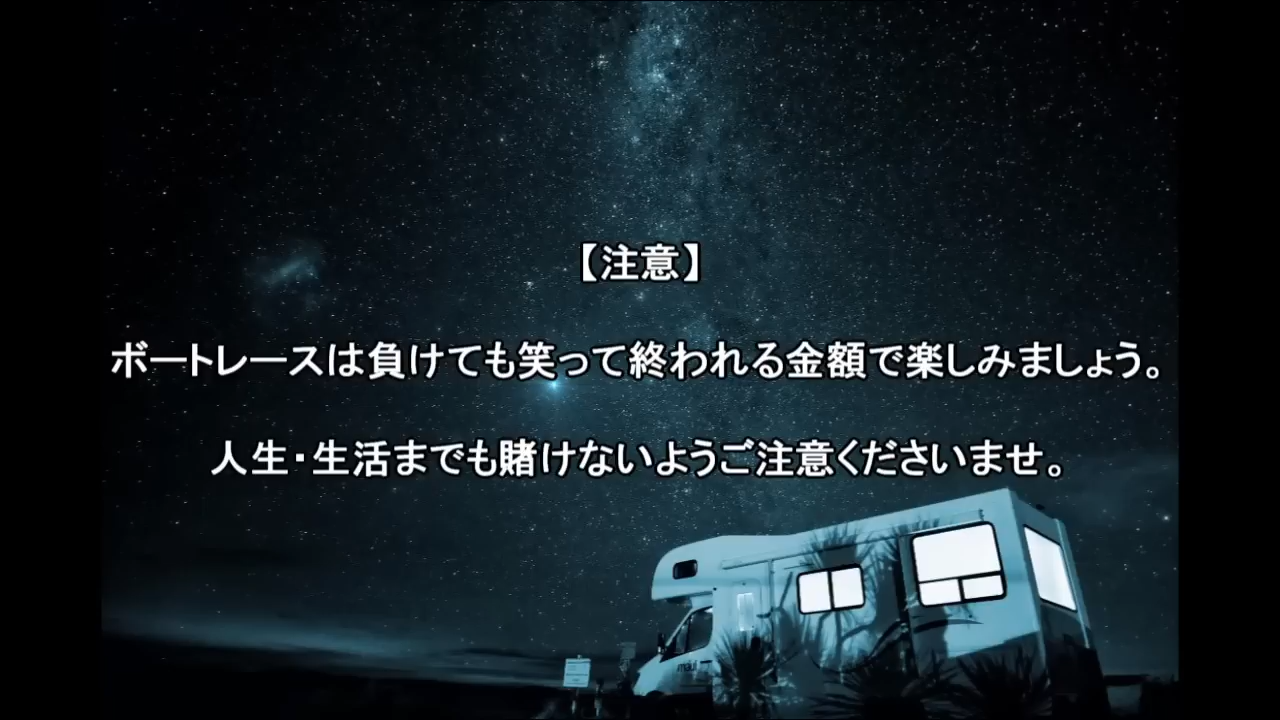 【注意】
ボートレースは負けても笑って終われる金額で楽しみましょう。
人生・生活までも賭けないようご注意くださいませ。
maui